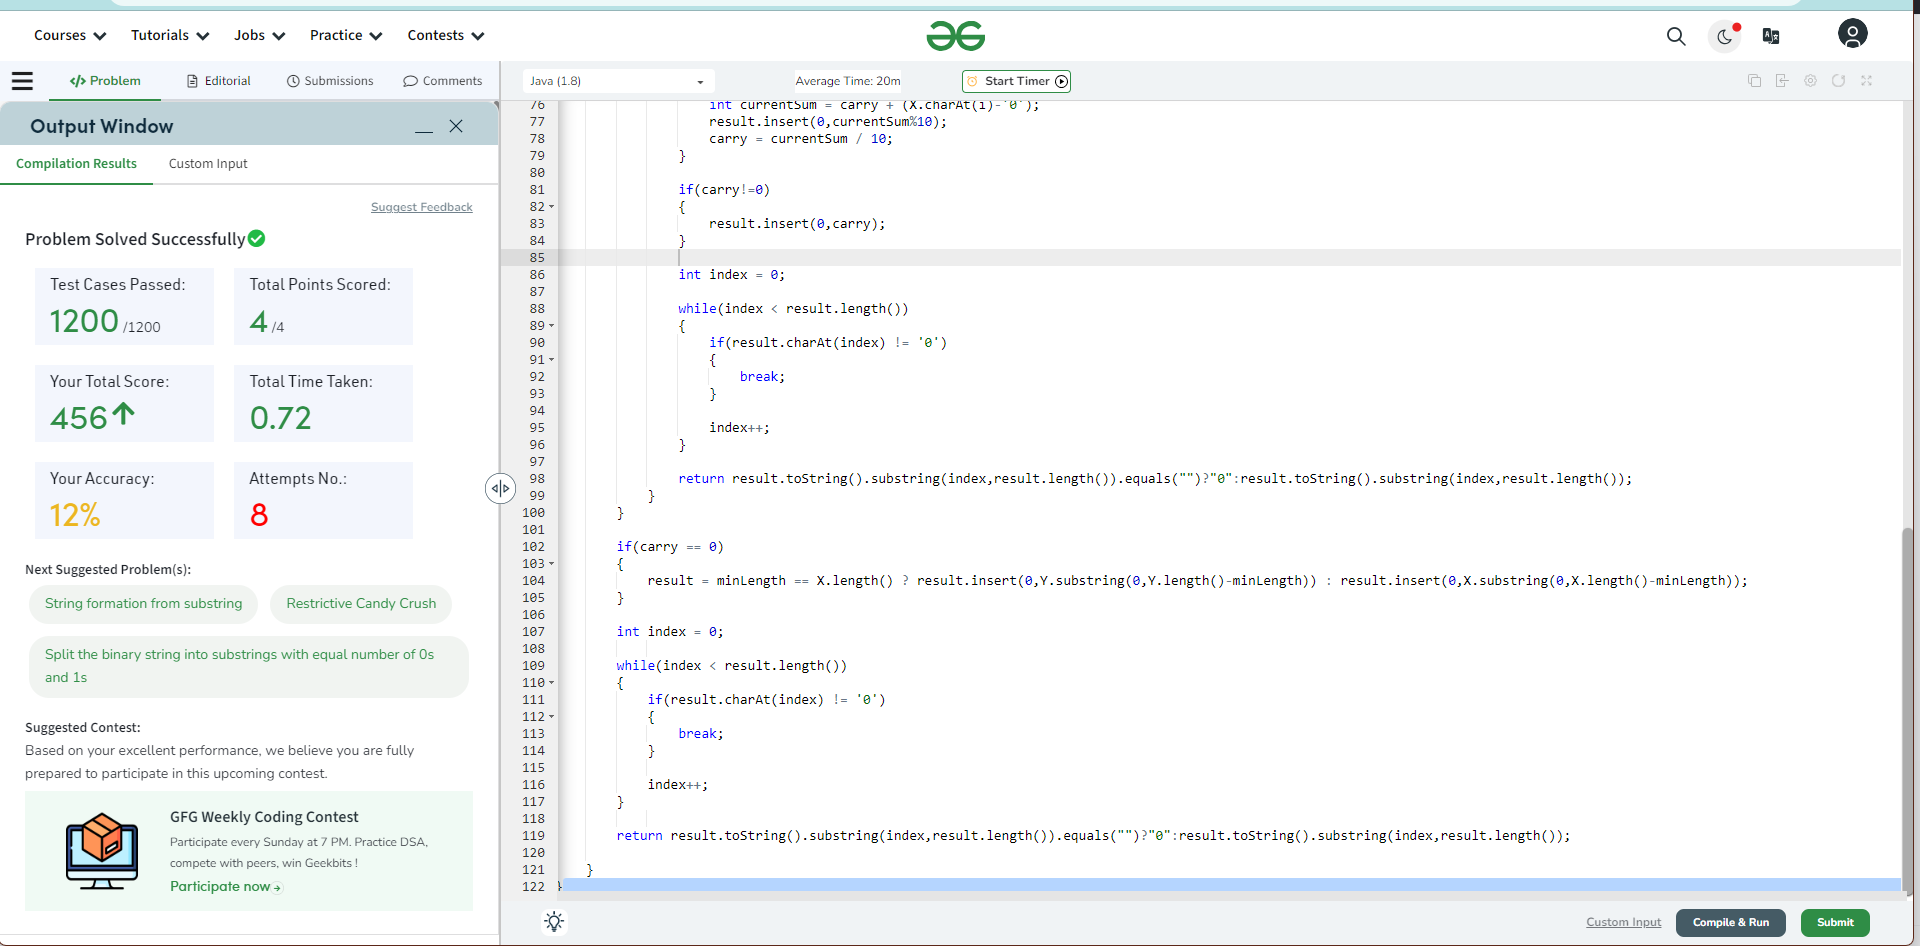 Courses Tutorials Jobs Practice Contests
Problem Editorial Submissions Comments
Java (1.8) Average Time: 20m Start Timer
Output Window
Compilation Results Custom Input
Suggest Feedback
Problem Solved Successfully
Test Cases Passed:
1200 /1200
Total Points Scored:
4 /4
Your Total Score:
456
Total Time Taken:
0.72
Your Accuracy:
12%
Attempts No.:
8
Next Suggested Problem(s):
String formation from substring
Restrictive Candy Crush
Split the binary string into substrings with equal number of 0s
and 1s
Suggested Contest:
Based on your excellent performance, we believe you are fully
prepared to participate in this upcoming contest.
GFG Weekly Coding Contest
Participate every Sunday at 7 PM. Practice DSA,
compete with peers, win Geekbits !
Participate now
76 int currentSum = carry + (X.charAt(i)-'0');
77 result.insert(0,currentSum%10);
78 carry = currentSum / 10;
79 }
80
81 if(carry!=0)
82 {
83 result.insert(0,carry);
84 }
85
86 int index = 0;
87
88 while(index < result.length())
89 {
90 if(result.charAt(index) != '0')
91 {
92 break;
93 }
94
95 index++;
96 }
97
98 return result.toString().substring(index,result.length()).equals("")?"0":result.toString().substring(index,result.length());
99 }
100 }
101
102 if(carry == 0)
103 {
104 result = minLength == X.length() ? result.insert(0,Y.substring(0,Y.length()-minLength)) : result.insert(0,X.substring(0,X.length()-minLength));
105 }
106
107 int index = 0;
108
109 while(index < result.length())
110 {
111 if(result.charAt(index) != '0')
112 {
113 break;
114 }
115
116 index++;
117 }
118
119 return result.toString().substring(index,result.length()).equals("")?"0":result.toString().substring(index,result.length());
120
121 }
122 }
Custom Input Compile & Run Submit